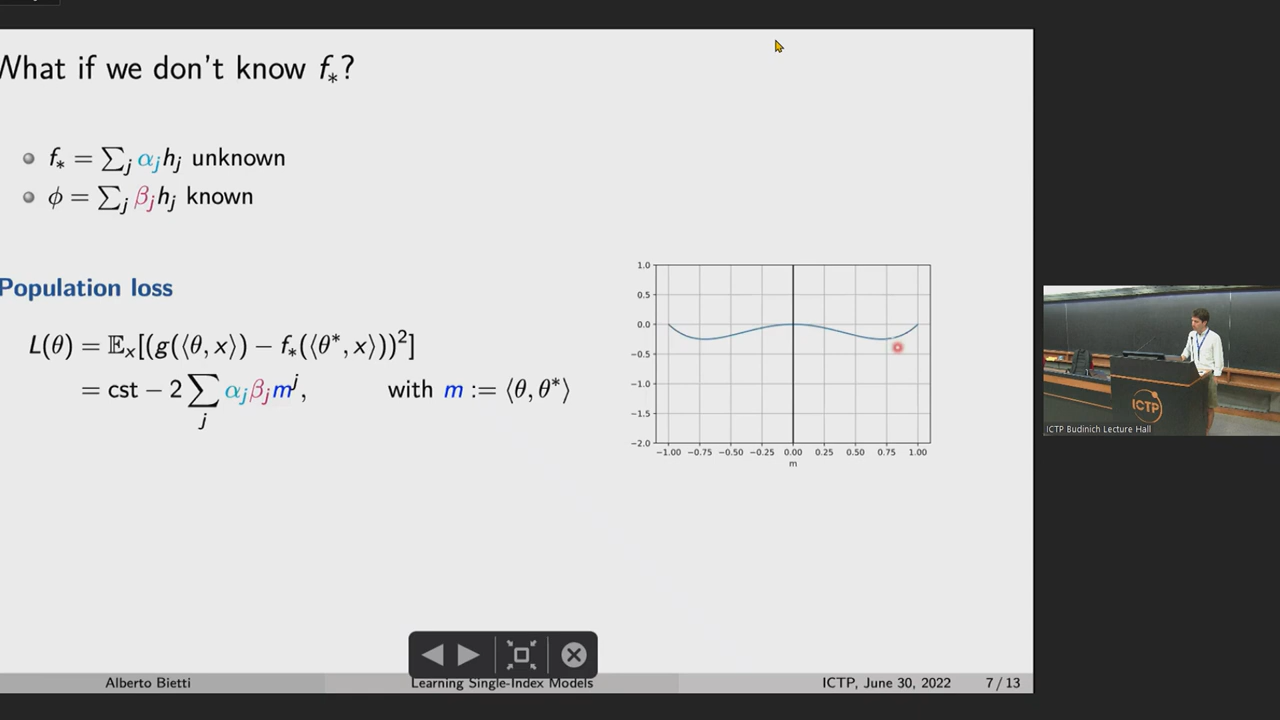 What if we don't know f∗?
f∗ = ∑j αjhj unknown
ϕ = ∑j βjhj known
Population loss
L(θ) = 𝔼x[(g(⟨θ, x⟩) − f∗(⟨θ*, x⟩))²]
= cst − 2 ∑j αjβjm^j, with m := ⟨θ, θ*⟩
1.0
0.5
0.0
−0.5
−1.0
−1.5
−2.0
−1.00 −0.75 −0.50 −0.25 0.00 0.25 0.50 0.75 1.00
m
ICTP
ICTP Budinich Lecture Hall
Alberto Bietti Learning Single-Index Models ICTP, June 30, 2022 7 / 13